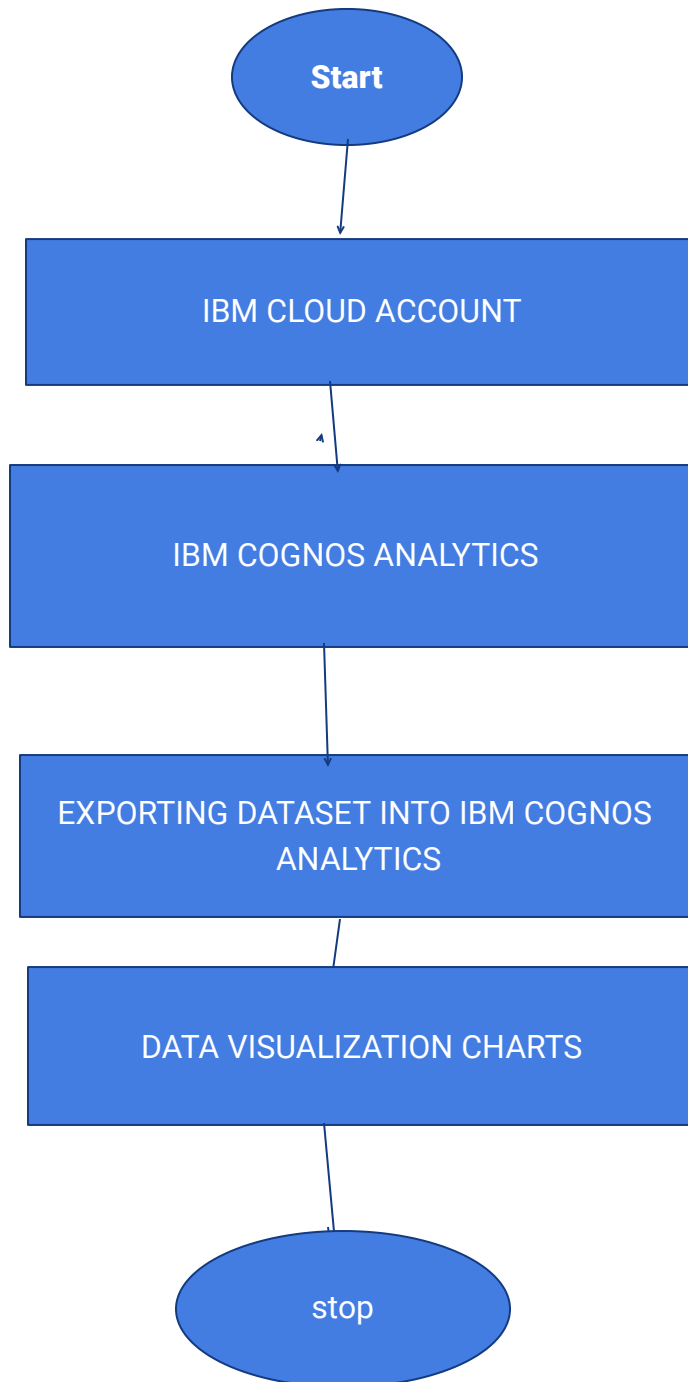 Start
IBM CLOUD ACCOUNT
IBM COGNOS ANALYTICS
EXPORTING DATASET INTO IBM COGNOS
ANALYTICS
DATA VISUALIZATION CHARTS
stop